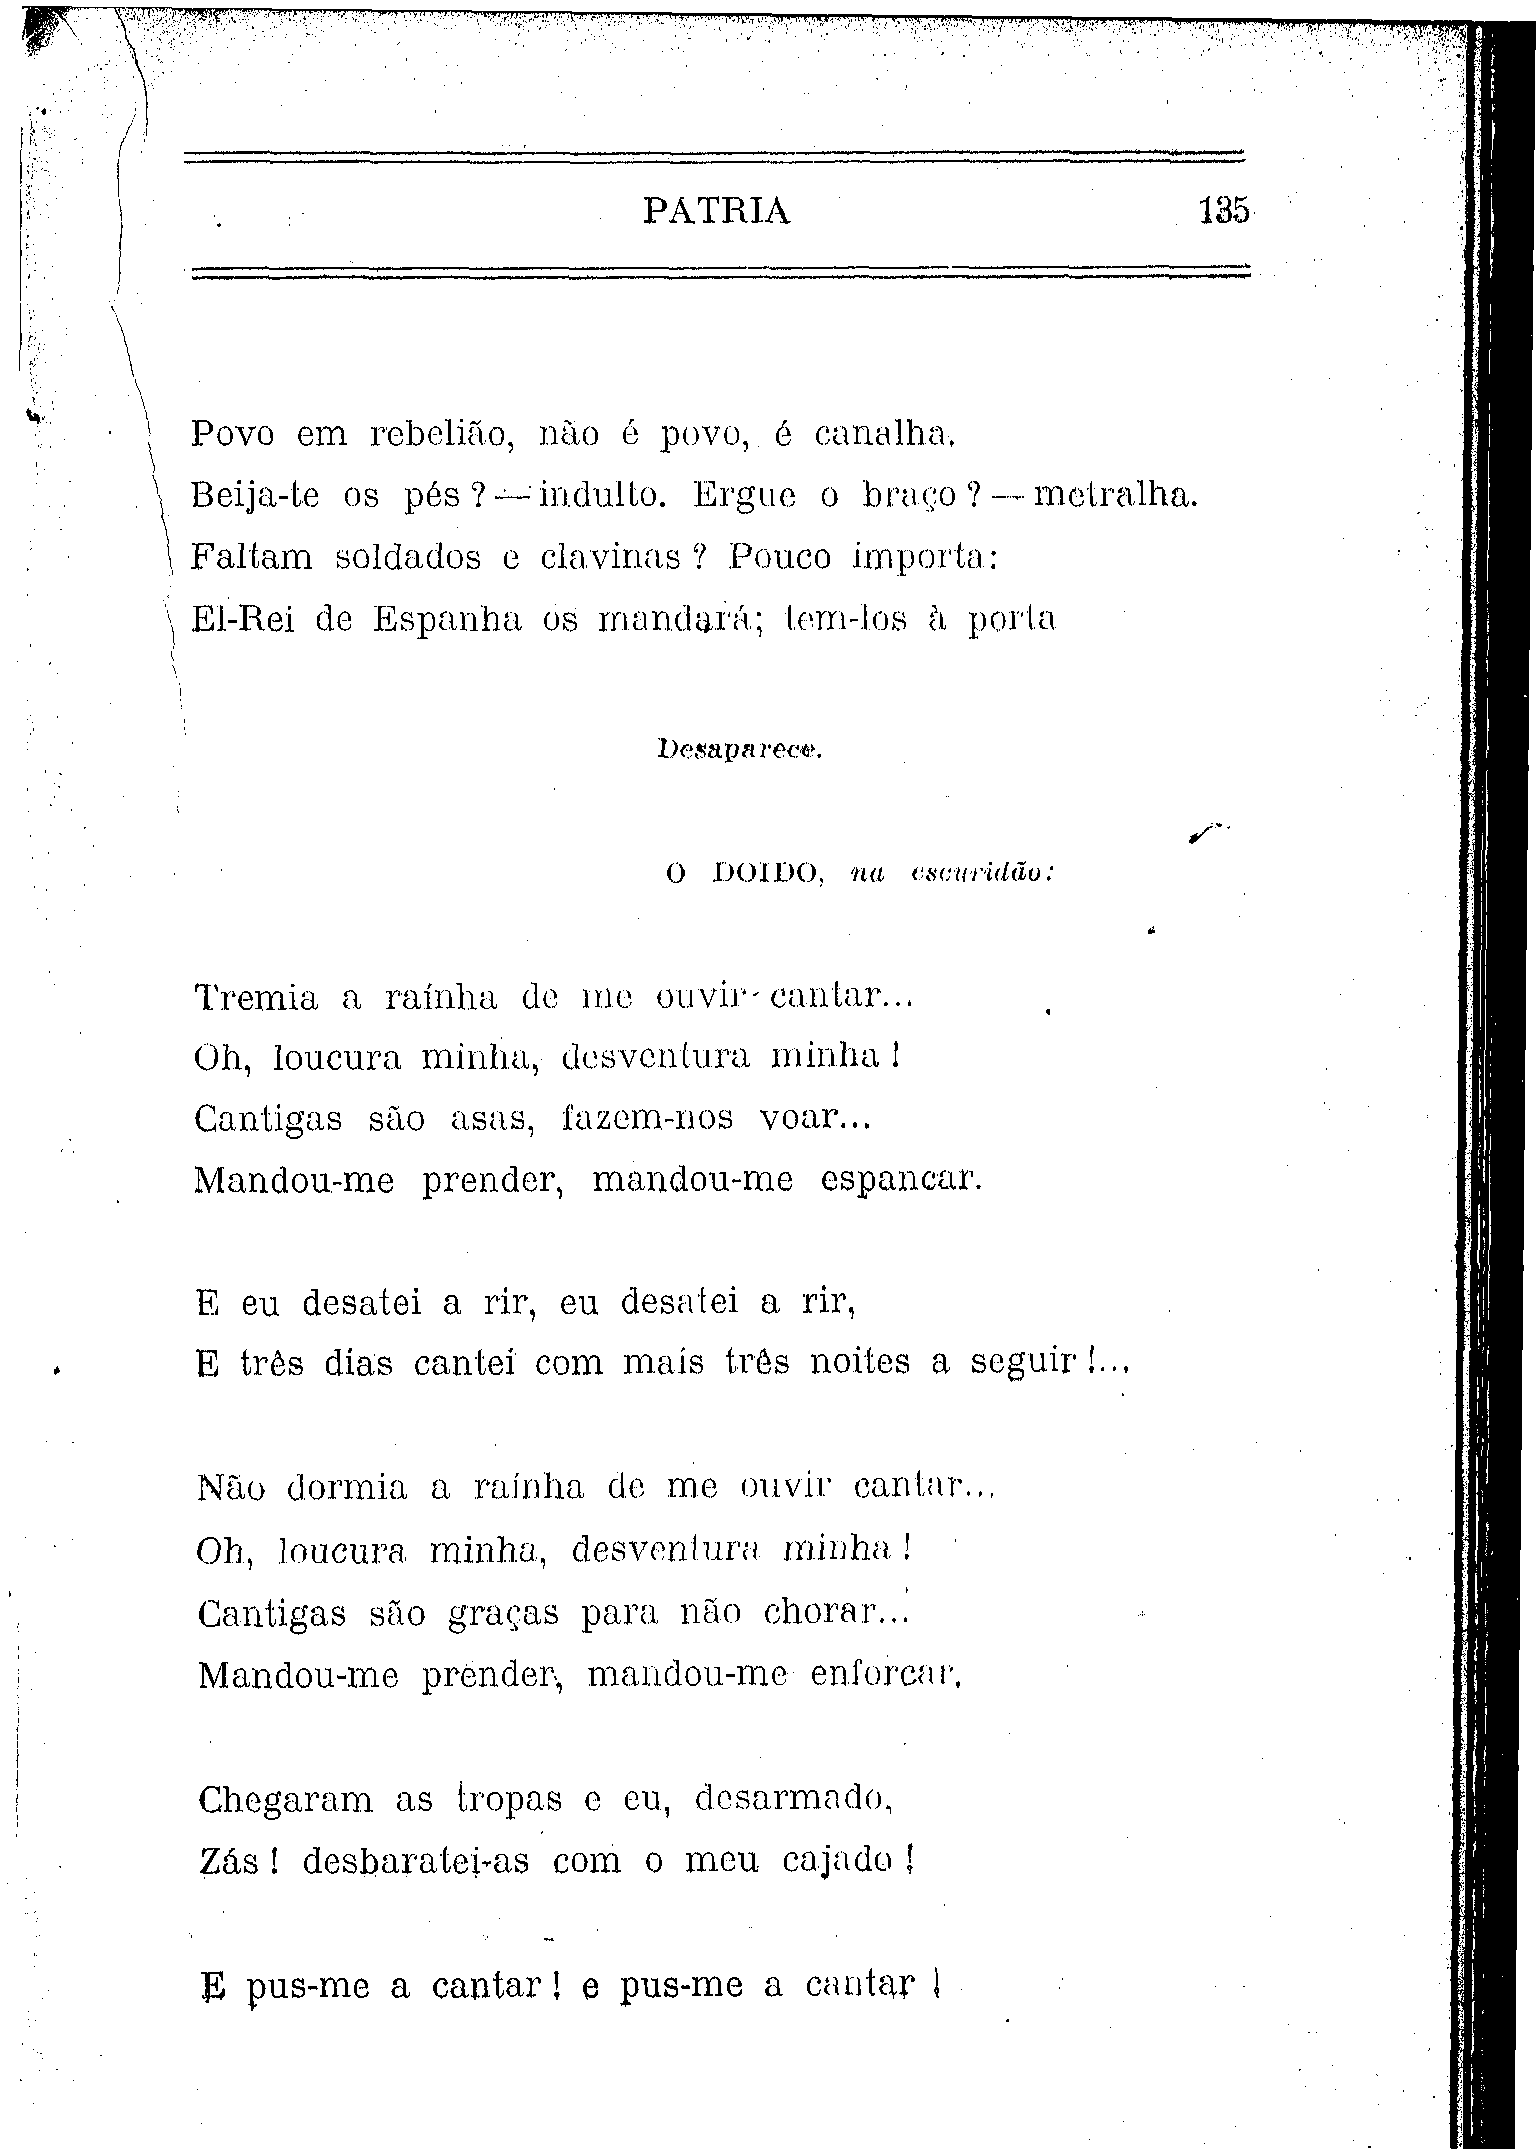 PATRIA 135
Povo em rebelião, não é povo, é canalha.
Beija-te os pés? — indulto. Ergue o braço? — metralha.
Faltam soldados e clavinas? Pouco importa:
El-Rei de Espanha os mandará; tem-los à porta
Desaparece.
O DOIDO, na escuridão:
Tremia a raínha de me ouvir cantar...
Oh, loucura minha, desventura minha!
Cantigas são asas, fazem-nos voar...
Mandou-me prender, mandou-me espancar.
E eu desatei a rir, eu desatei a rir,
E três dias cantei com mais três noites a seguir!...
Não dormia a raínha de me ouvir cantar...
Oh, loucura minha, desventura minha!
Cantigas são graças para não chorar...
Mandou-me prender, mandou-me enforcar.
Chegaram as tropas e eu, desarmado,
Zás! desbaratei-as com o meu cajado!
E pus-me a cantar! e pus-me a cantar!